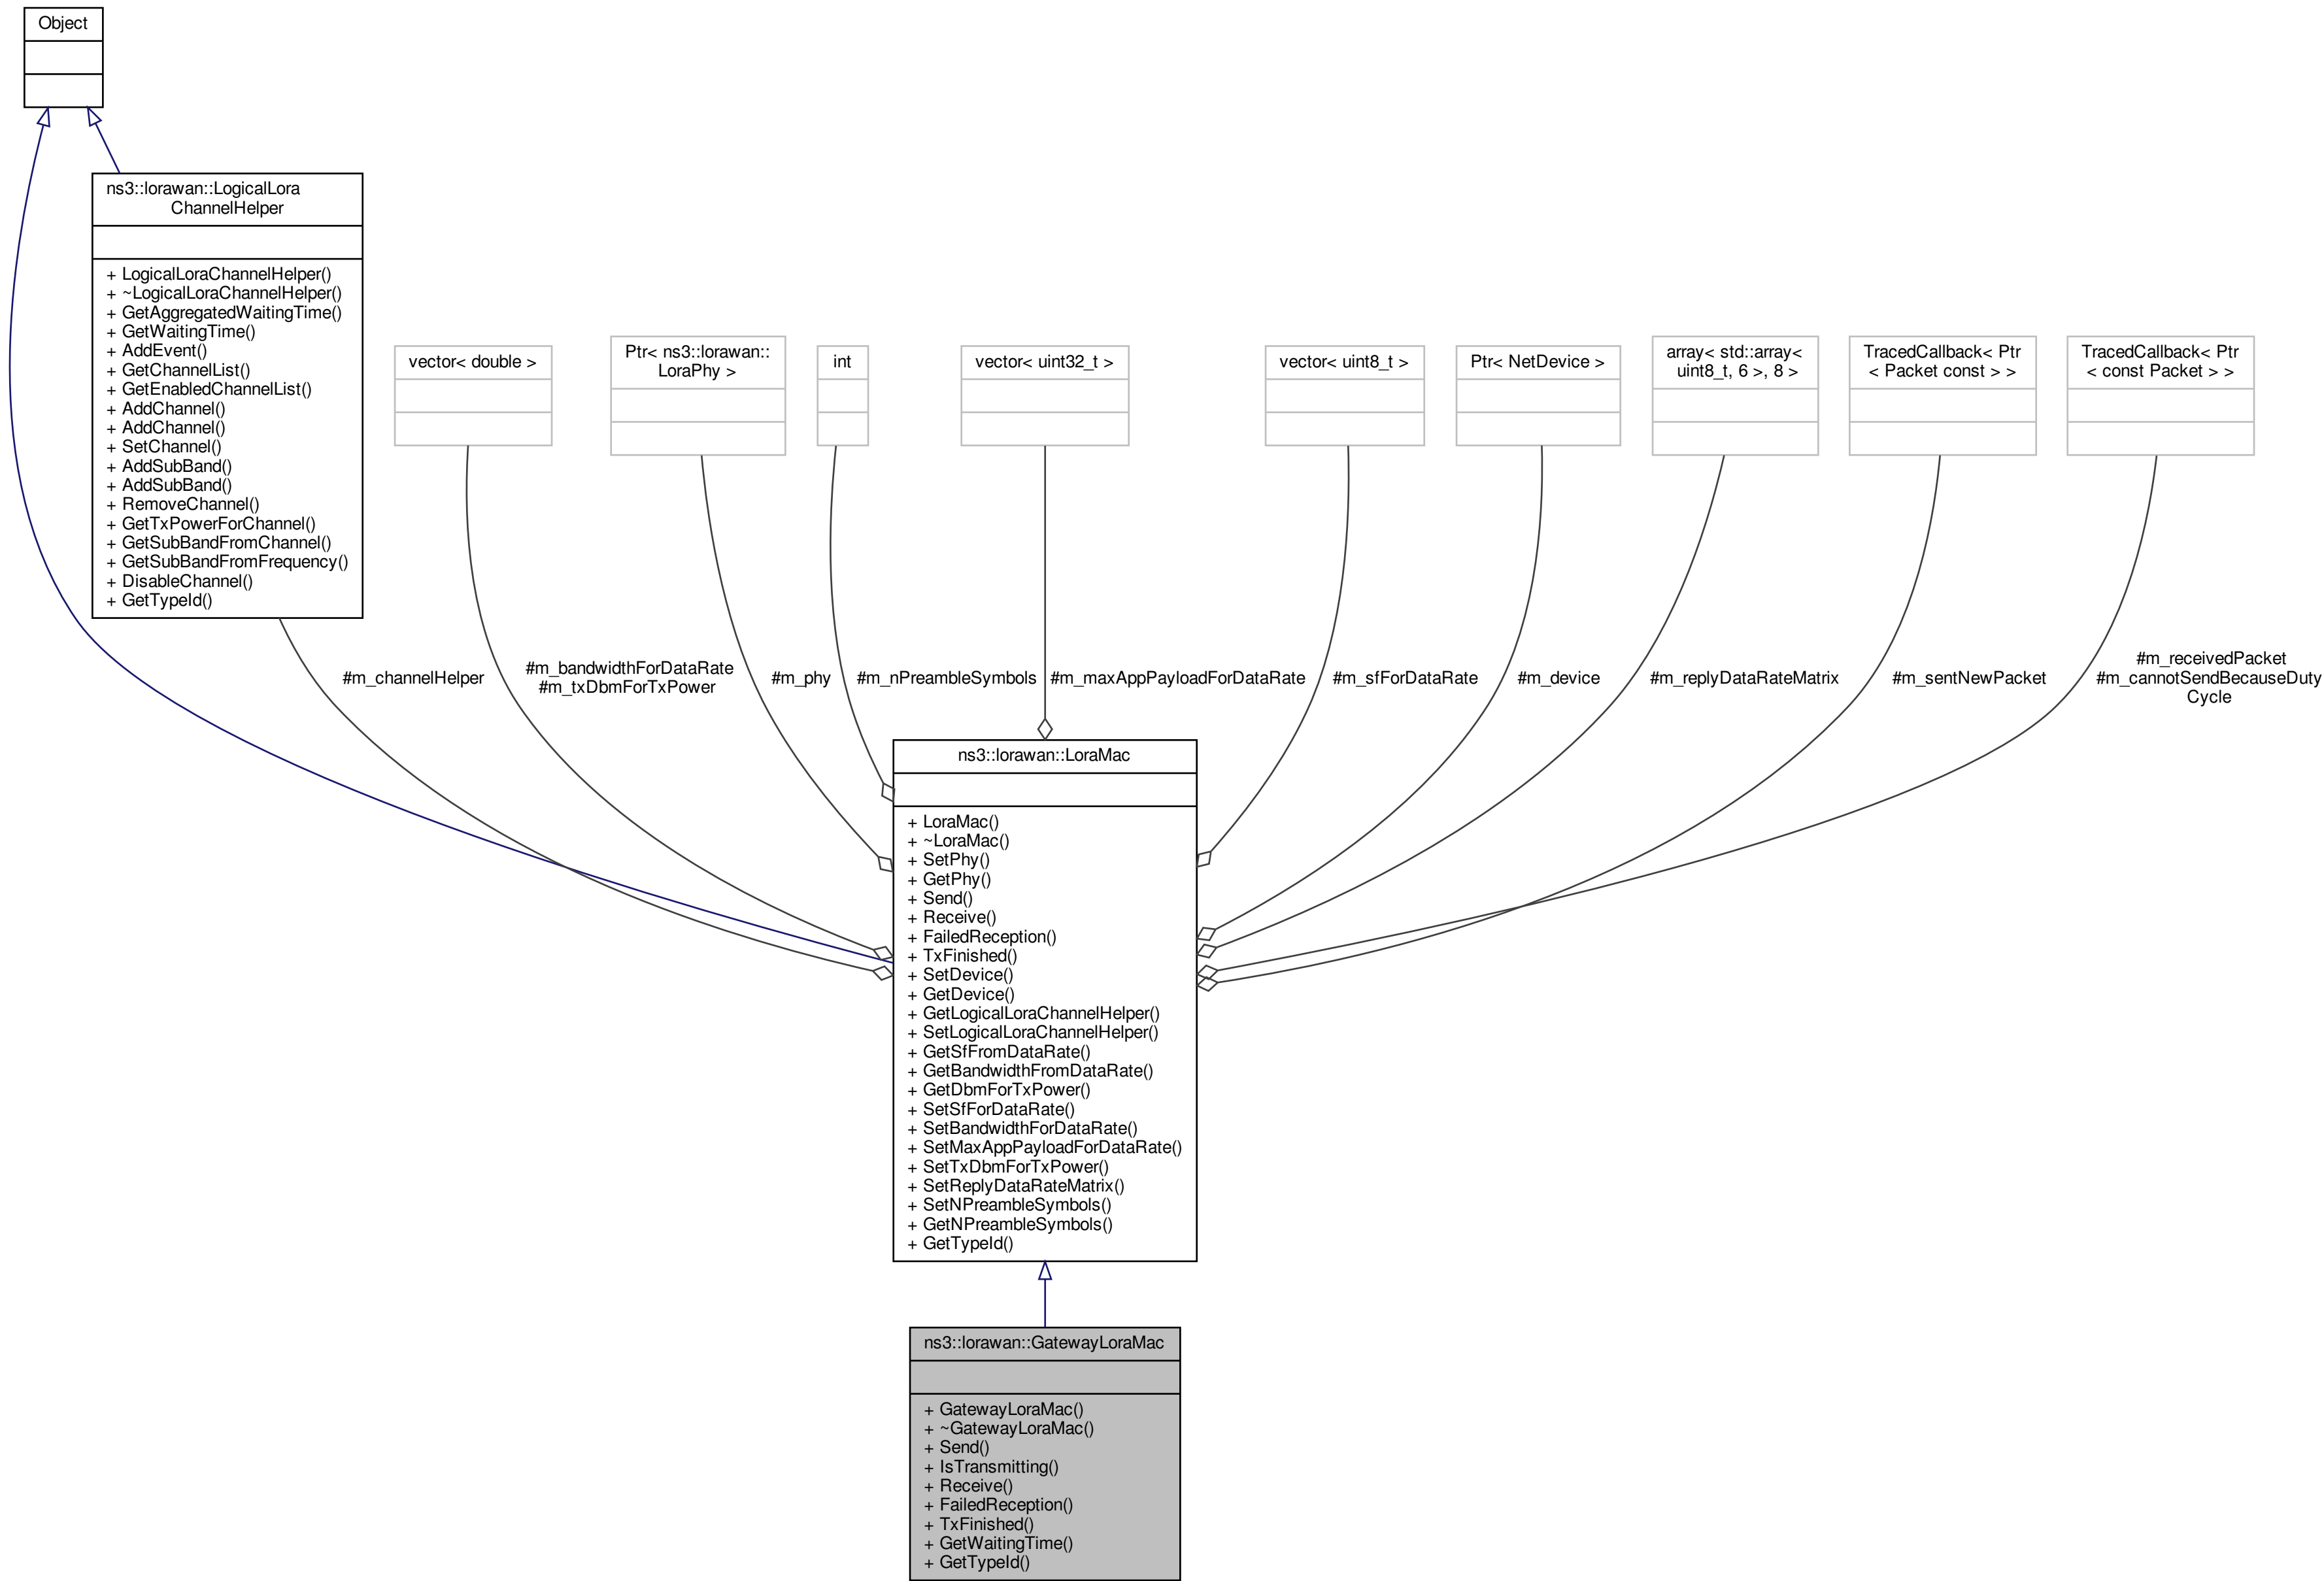 Object
ns3::lorawan::LogicalLora
ChannelHelper
+ LogicalLoraChannelHelper()
+ ~LogicalLoraChannelHelper()
+ GetAggregatedWaitingTime()
+ GetWaitingTime()
+ AddEvent()
+ GetChannelList()
+ GetEnabledChannelList()
+ AddChannel()
+ AddChannel()
+ SetChannel()
+ AddSubBand()
+ AddSubBand()
+ RemoveChannel()
+ GetTxPowerForChannel()
+ GetSubBandFromChannel()
+ GetSubBandFromFrequency()
+ DisableChannel()
+ GetTypeId()
vector< double >
Ptr< ns3::lorawan::
LoraPhy >
int
vector< uint32_t >
vector< uint8_t >
Ptr< NetDevice >
array< std::array<
uint8_t, 6 >, 8 >
TracedCallback< Ptr
< Packet const > >
TracedCallback< Ptr
< const Packet > >
#m_channelHelper
#m_bandwidthForDataRate
#m_txDbmForTxPower
#m_phy
#m_nPreambleSymbols
#m_maxAppPayloadForDataRate
#m_sfForDataRate
#m_device
#m_replyDataRateMatrix
#m_sentNewPacket
#m_receivedPacket
#m_cannotSendBecauseDuty
Cycle
ns3::lorawan::LoraMac
+ LoraMac()
+ ~LoraMac()
+ SetPhy()
+ GetPhy()
+ Send()
+ Receive()
+ FailedReception()
+ TxFinished()
+ SetDevice()
+ GetDevice()
+ GetLogicalLoraChannelHelper()
+ SetLogicalLoraChannelHelper()
+ GetSfFromDataRate()
+ GetBandwidthFromDataRate()
+ GetDbmForTxPower()
+ SetSfForDataRate()
+ SetBandwidthForDataRate()
+ SetMaxAppPayloadForDataRate()
+ SetTxDbmForTxPower()
+ SetReplyDataRateMatrix()
+ SetNPreambleSymbols()
+ GetNPreambleSymbols()
+ GetTypeId()
ns3::lorawan::GatewayLoraMac
+ GatewayLoraMac()
+ ~GatewayLoraMac()
+ Send()
+ IsTransmitting()
+ Receive()
+ FailedReception()
+ TxFinished()
+ GetWaitingTime()
+ GetTypeId()